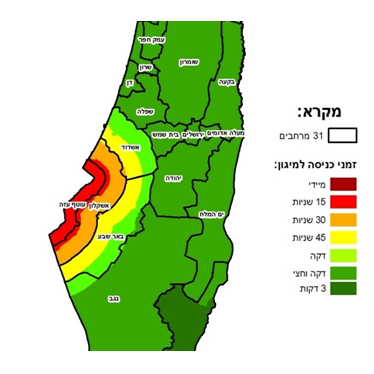 עמק חפר
שרון
שומרון
דן
בקעה
שפלה
מעלה אדומים
ירושלים
בית שמש
אשדוד
יהודה
עוטף עזה
אשקלון
ים המלח
באר שבע
נגב
מקרא:
31 מרחבים
זמני כניסה למיגון:
מיידי
15 שניות
30 שניות
45 שניות
דקה
דקה וחצי
3 דקות